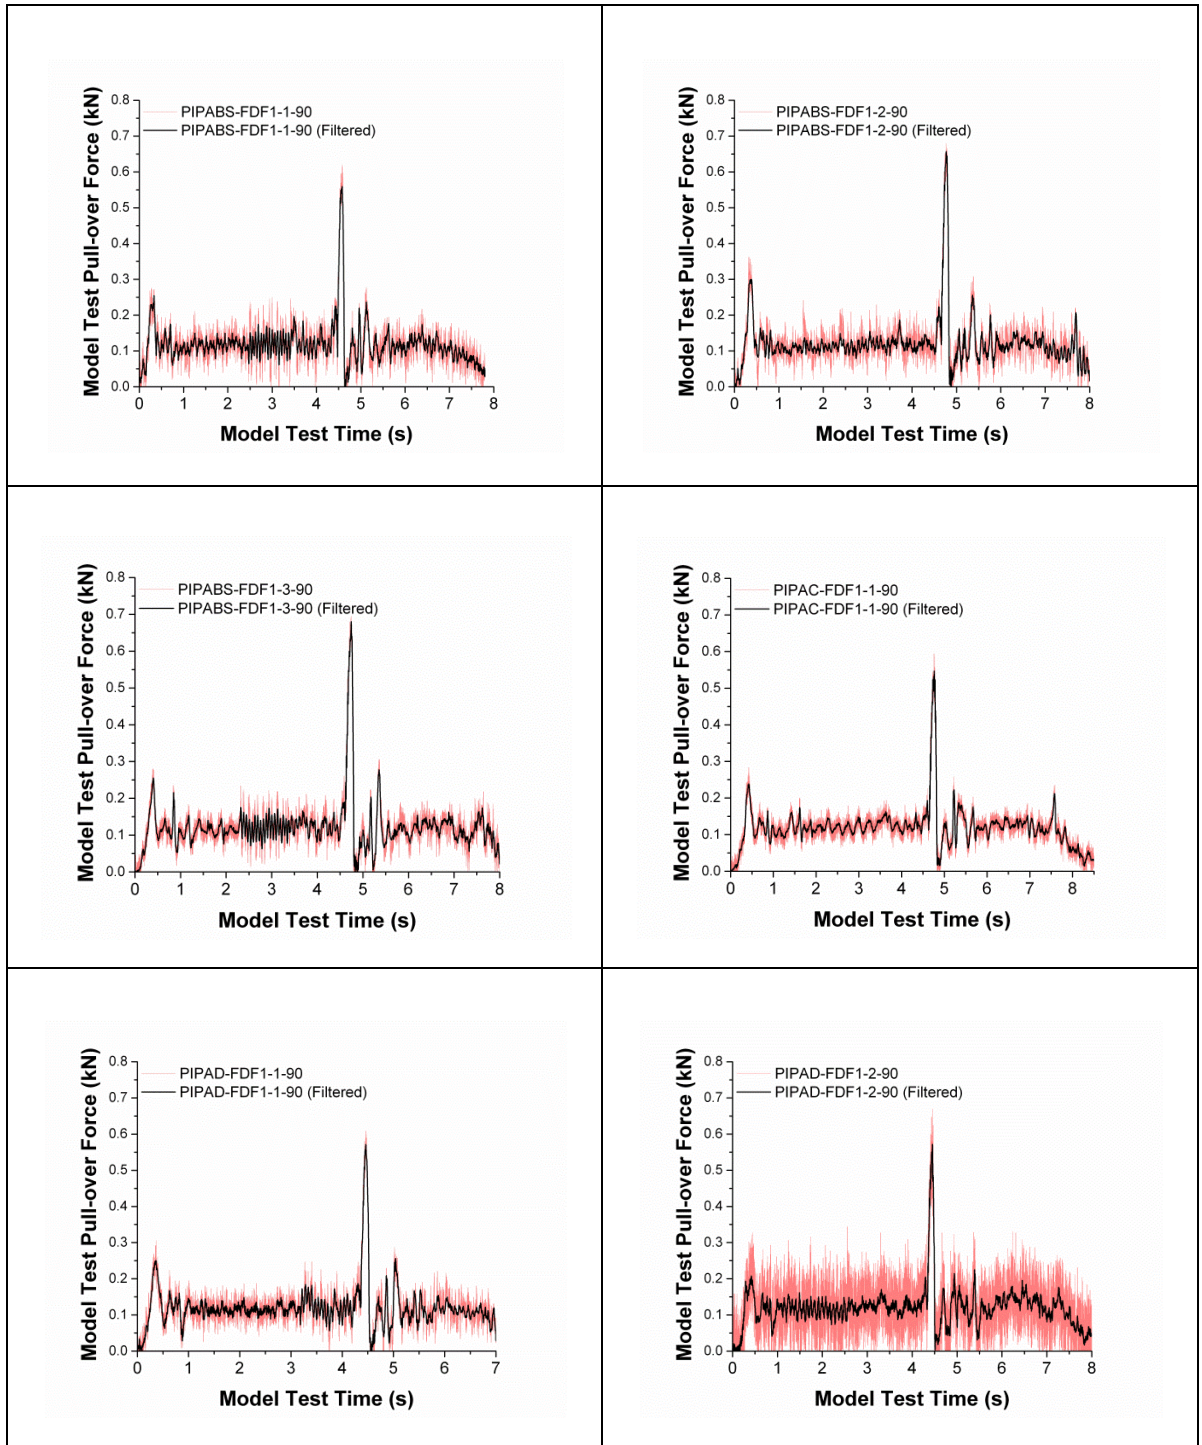 PIPABS-FDF1-1-90
PIPABS-FDF1-1-90 (Filtered)
Model Test Pull-over Force (kN)
0.8
0.7
0.6
0.5
0.4
0.3
0.2
0.1
0.0
0 1 2 3 4 5 6 7 8
Model Test Time (s)
PIPABS-FDF1-2-90
PIPABS-FDF1-2-90 (Filtered)
Model Test Pull-over Force (kN)
0.8
0.7
0.6
0.5
0.4
0.3
0.2
0.1
0.0
0 1 2 3 4 5 6 7 8
Model Test Time (s)
PIPABS-FDF1-3-90
PIPABS-FDF1-3-90 (Filtered)
Model Test Pull-over Force (kN)
0.8
0.7
0.6
0.5
0.4
0.3
0.2
0.1
0.0
0 1 2 3 4 5 6 7 8
Model Test Time (s)
PIPAC-FDF1-1-90
PIPAC-FDF1-1-90 (Filtered)
Model Test Pull-over Force (kN)
0.8
0.7
0.6
0.5
0.4
0.3
0.2
0.1
0.0
0 1 2 3 4 5 6 7 8
Model Test Time (s)
PIPAD-FDF1-1-90
PIPAD-FDF1-1-90 (Filtered)
Model Test Pull-over Force (kN)
0.8
0.7
0.6
0.5
0.4
0.3
0.2
0.1
0.0
0 1 2 3 4 5 6 7
Model Test Time (s)
PIPAD-FDF1-2-90
PIPAD-FDF1-2-90 (Filtered)
Model Test Pull-over Force (kN)
0.8
0.7
0.6
0.5
0.4
0.3
0.2
0.1
0.0
0 1 2 3 4 5 6 7 8
Model Test Time (s)